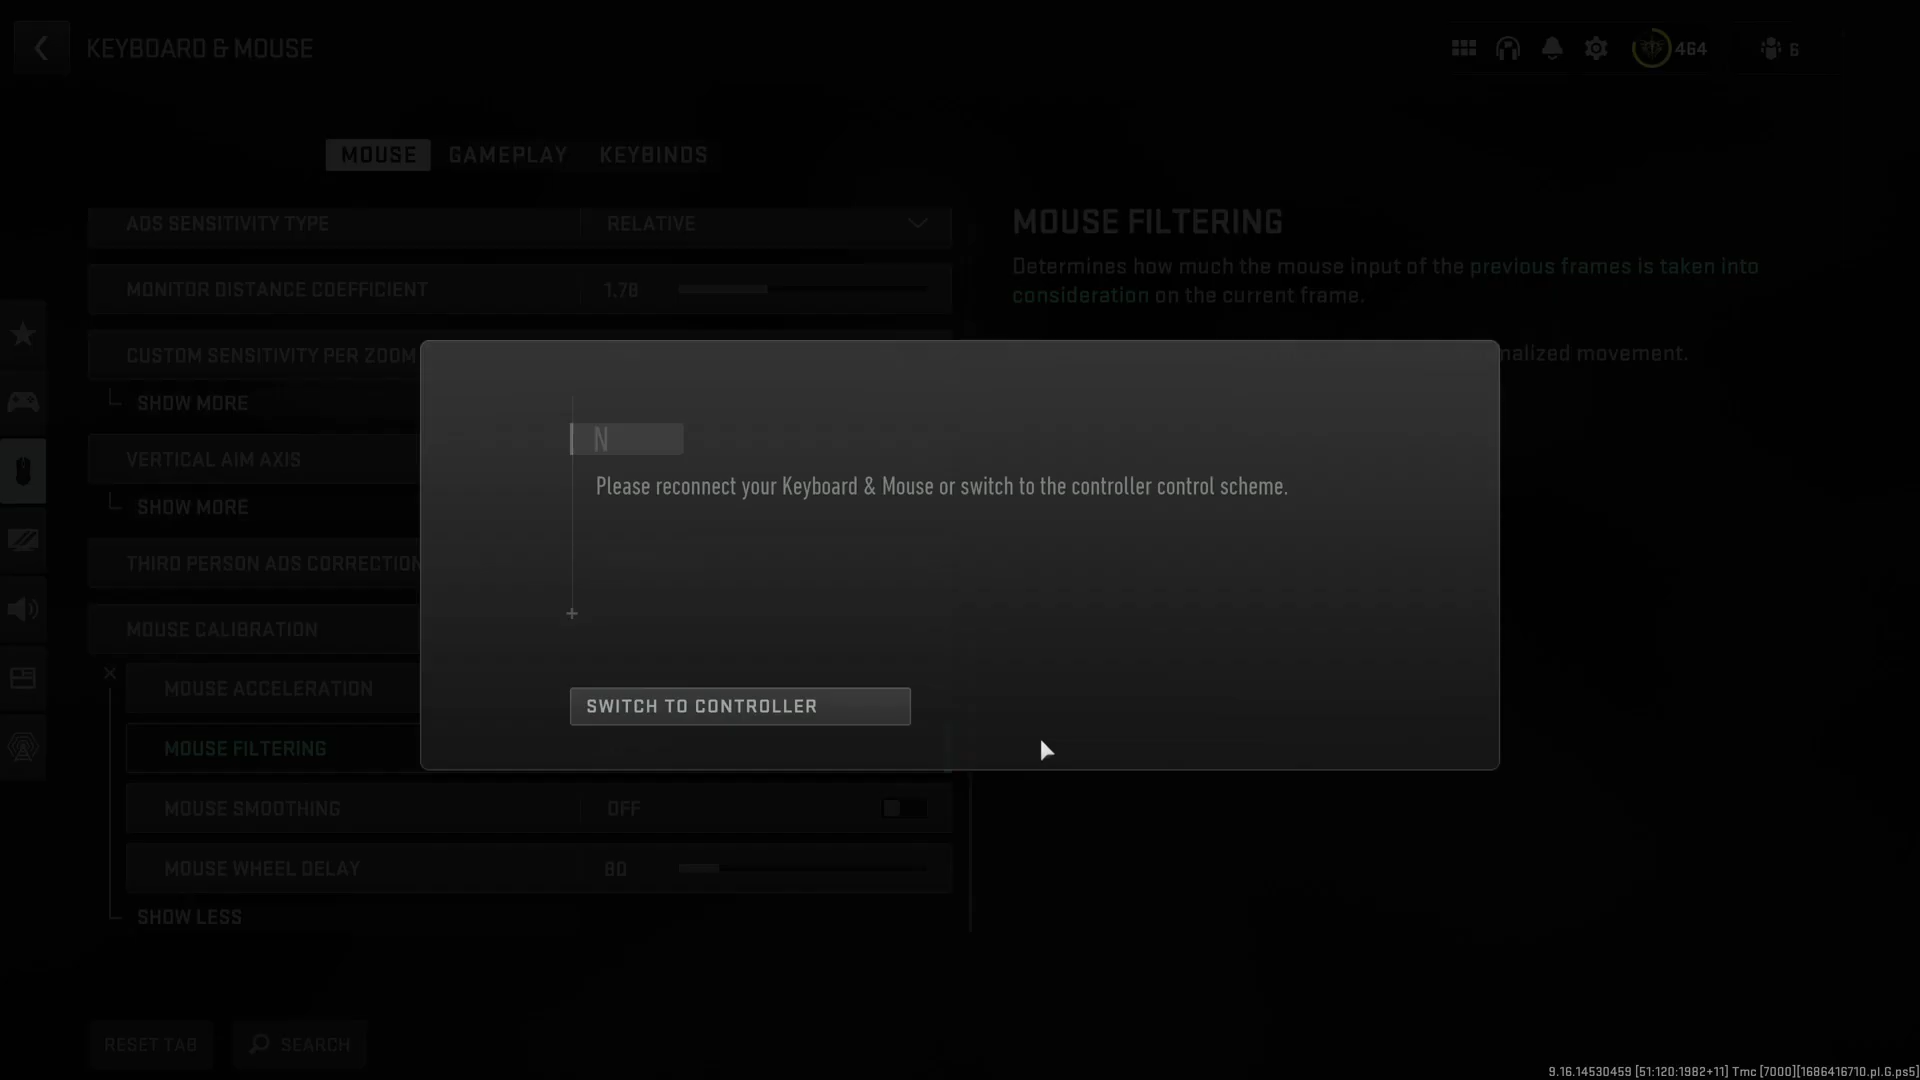 KEYBOARD & MOUSE
464
6
MOUSE GAMEPLAY KEYBINDS
ADS SENSITIVITY TYPE RELATIVE
MONITOR DISTANCE COEFFICIENT 1.78
CUSTOM SENSITIVITY PER ZOOM
SHOW MORE
VERTICAL AIM AXIS
SHOW MORE
THIRD PERSON ADS CORRECTION
MOUSE CALIBRATION
MOUSE ACCELERATION
MOUSE FILTERING
MOUSE SMOOTHING OFF
MOUSE WHEEL DELAY 80
SHOW LESS
MOUSE FILTERING
Determines how much the mouse input of the previous frames is taken into
consideration on the current frame.
nalized movement.
N
Please reconnect your Keyboard & Mouse or switch to the controller control scheme.
SWITCH TO CONTROLLER
RESET TAB SEARCH
9.16.14530459 [51:120:1982+11] Tmc [7000][1686416710.pl.G.ps5]